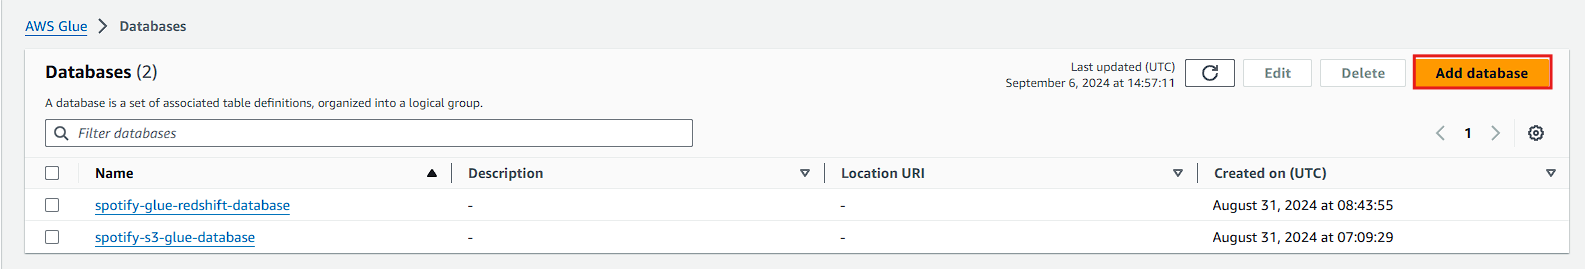 AWS Glue > Databases
Databases (2)
Last updated (UTC)
September 6, 2024 at 14:57:11
Edit
Delete
Add database
A database is a set of associated table definitions, organized into a logical group.
Filter databases
1
Name Description Location URI Created on (UTC)
spotify-glue-redshift-database - - August 31, 2024 at 08:43:55
spotify-s3-glue-database - - August 31, 2024 at 07:09:29